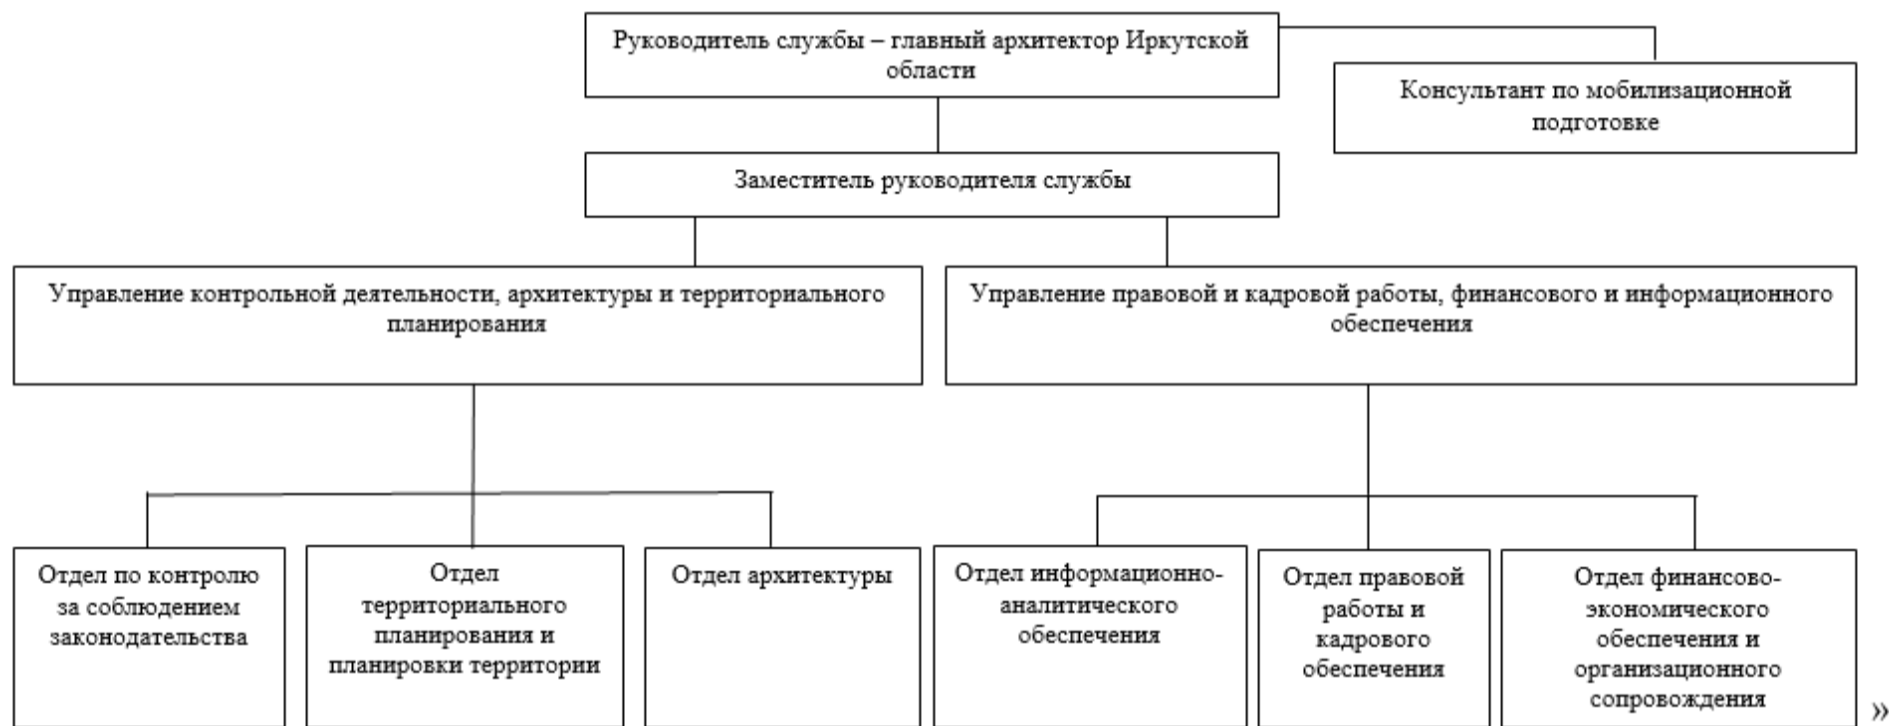 Руководитель службы – главный архитектор Иркутской
области
Консультант по мобилизационной
подготовке
Заместитель руководителя службы
Управление контрольной деятельности, архитектуры и территориального
планирования
Управление правовой и кадровой работы, финансового и информационного
обеспечения
Отдел по контролю
за соблюдением
законодательства
Отдел
территориального
планирования и
планировки территории
Отдел архитектуры
Отдел информационно-
аналитического
обеспечения
Отдел правовой
работы и
кадрового
обеспечения
Отдел финансово-
экономического
обеспечения и
организационного
сопровождения
»